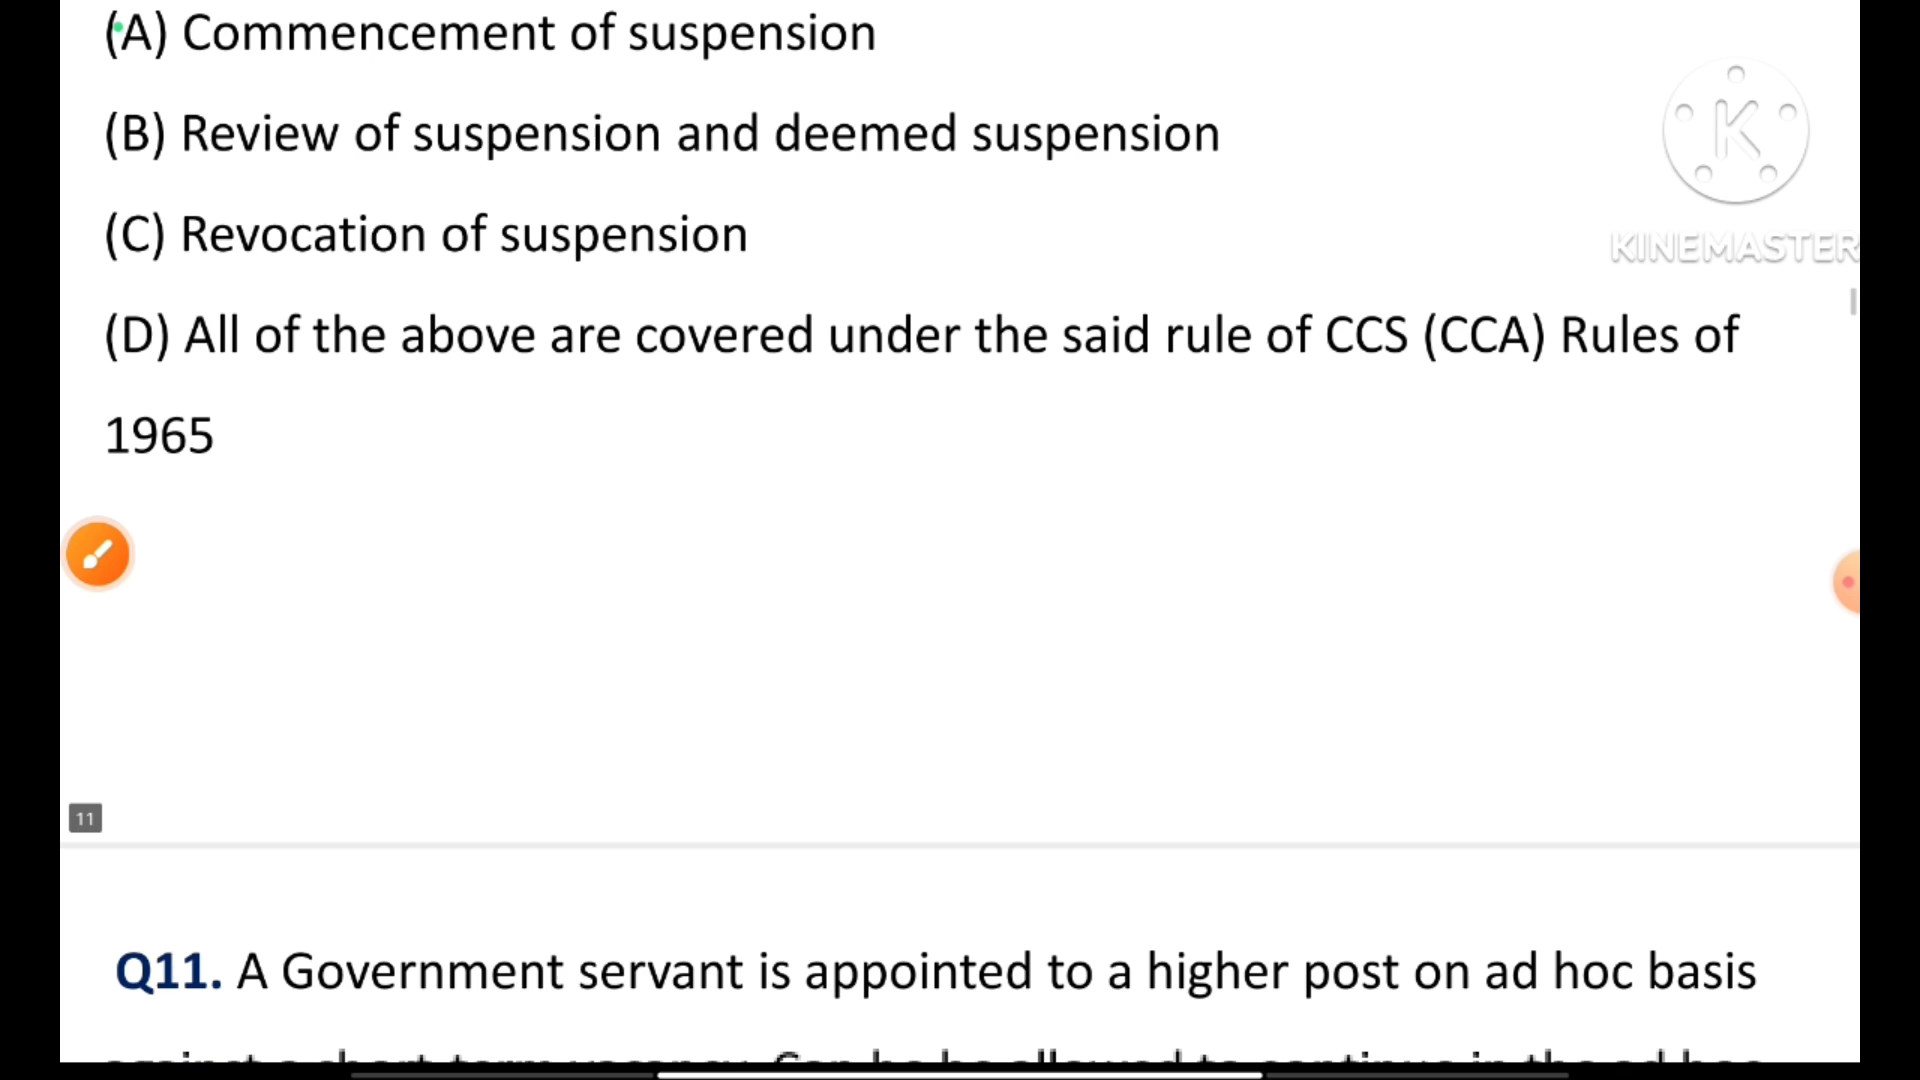 (A) Commencement of suspension
(B) Review of suspension and deemed suspension
K
(C) Revocation of suspension
KINEMASTER
(D) All of the above are covered under the said rule of CCS (CCA) Rules of
1965
11
Q11. A Government servant is appointed to a higher post on ad hoc basis